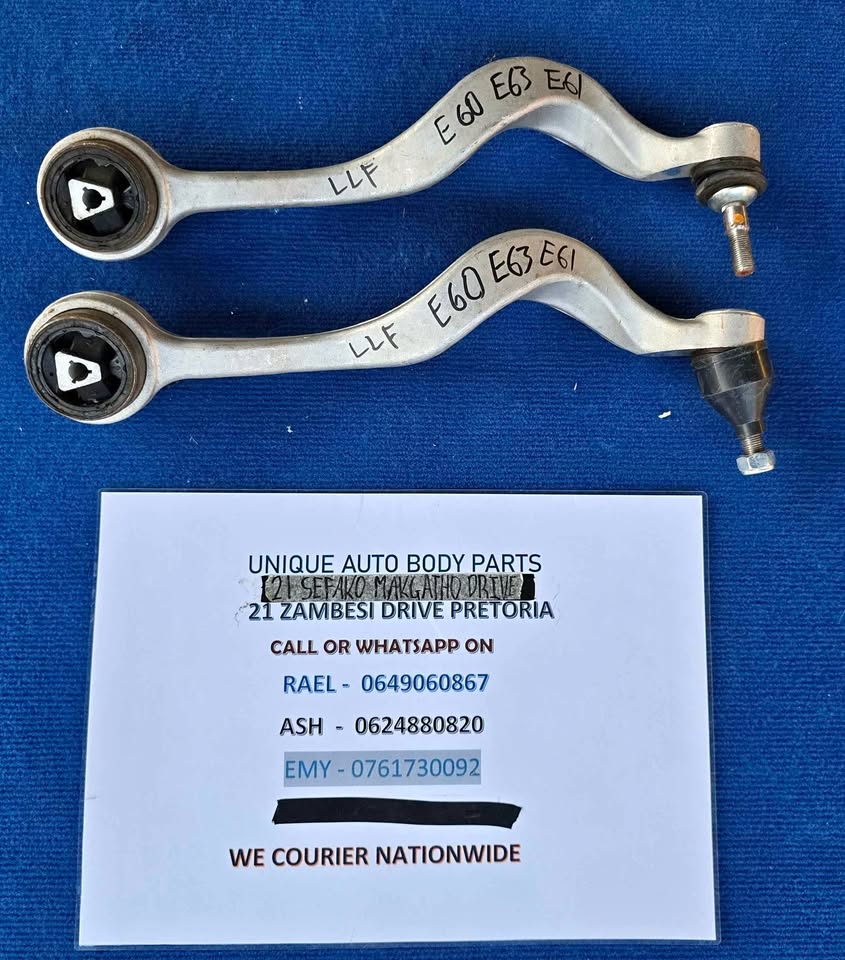 E60 E63 E61
LLF
E60 E63 E61
LLF
UNIQUE AUTO BODY PARTS
21 SEFAKO MAKGATHO DRIVE
21 ZAMBESI DRIVE PRETORIA
CALL OR WHATSAPP ON
RAEL - 0649060867
ASH - 0624880820
EMY - 0761730092
WE COURIER NATIONWIDE